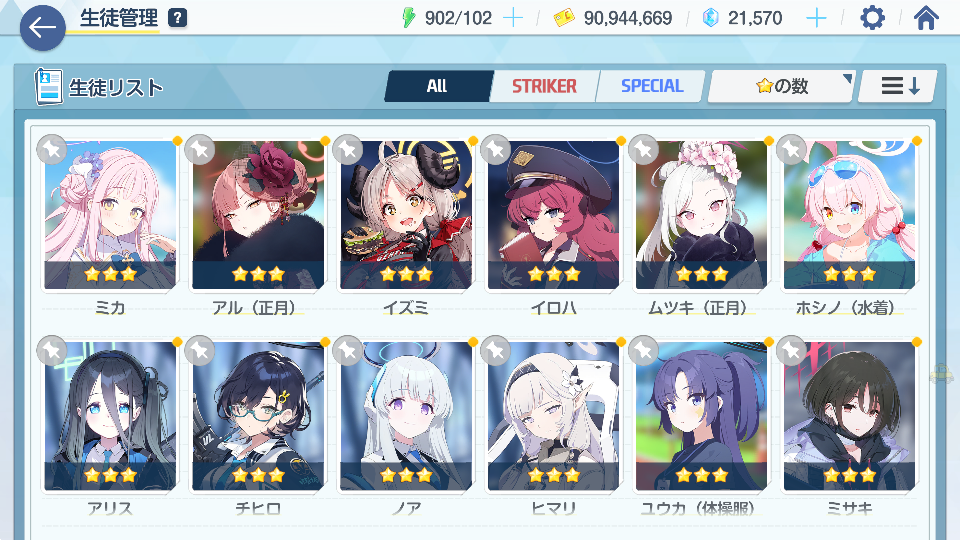 生徒管理 ? 902/102 90,944,669 21,570
生徒リスト All STRIKER SPECIAL の数
ミカ アル（正月） イズミ イロハ ムツキ（正月） ホシノ（水着）
アリス チヒロ ノア ヒマリ ユウカ（体操服） ミサキ